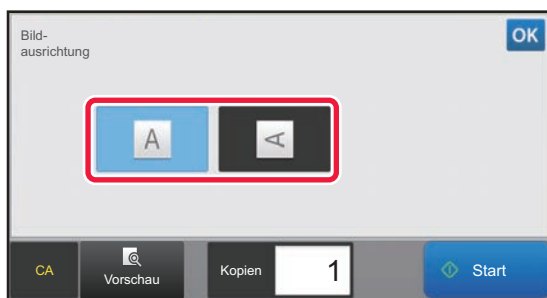 Bild-
ausrichtung
OK
A
A
CA
Vorschau
Kopien
1
Start